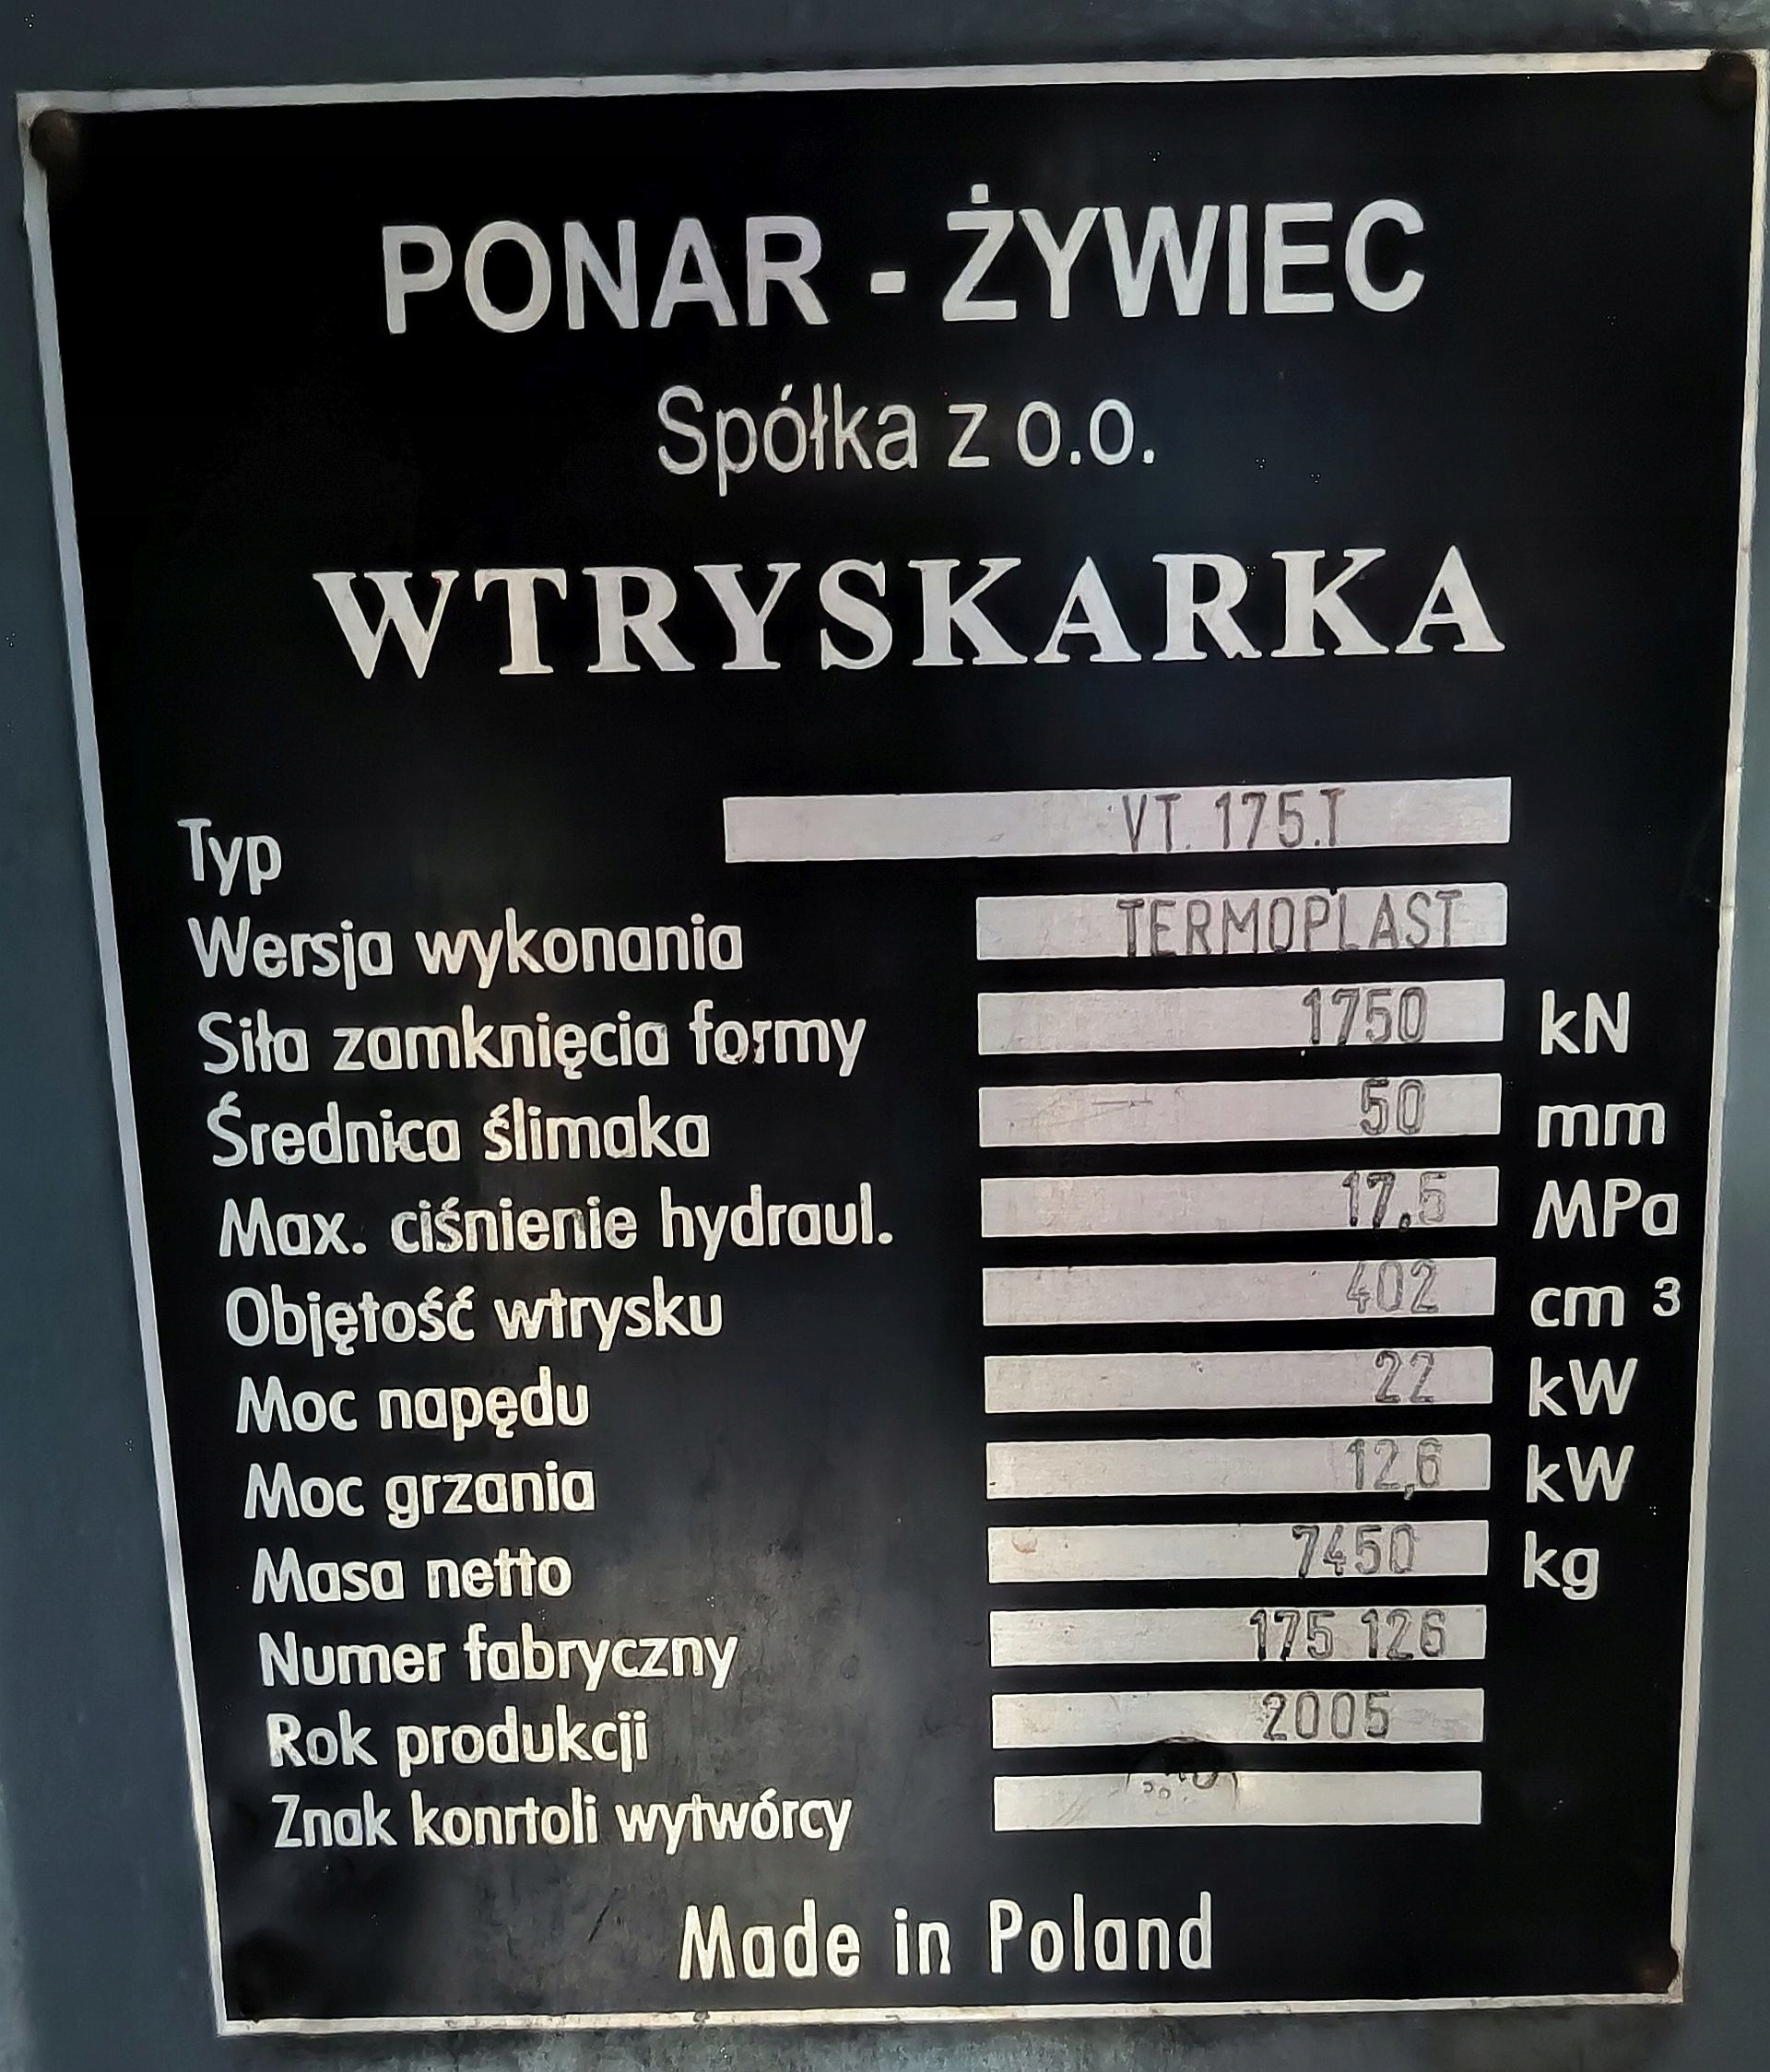 PONAR - ŻYWIEC
Spółka z o.o.
WTRYSKARKA
Typ VT. 175.T
Wersja wykonania TERMOPLAST
Siła zamknięcia formy 1750 kN
Średnica ślimaka 50 mm
Max. ciśnienie hydraul. 17.5 MPa
Objętość wtrysku 402 cm 3
Moc napędu 22 kW
Moc grzania 12,6 kW
Masa netto 7450 kg
Numer fabryczny 175 126
Rok produkcji 2005
Znak konrtoli wytwórcy
Made in Poland